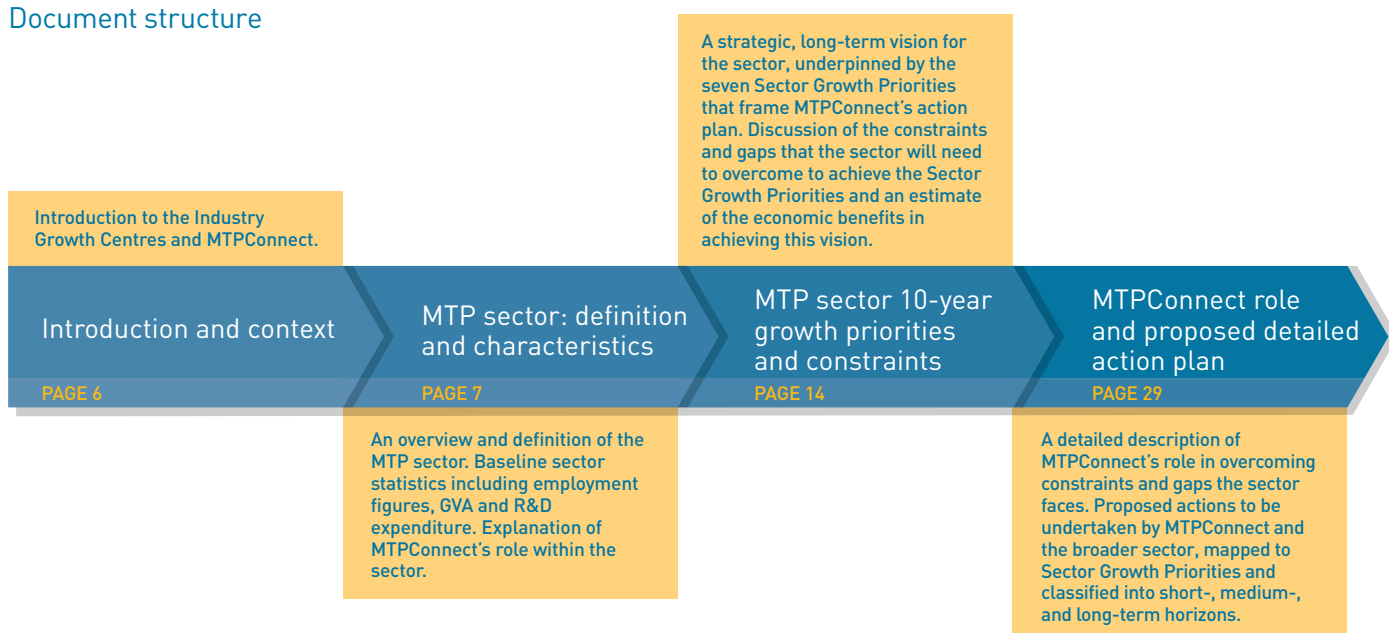 Document structure
Introduction to the Industry
Growth Centres and MTPConnect.
Introduction and context
PAGE 6
MTP sector: definition
and characteristics
PAGE 7
An overview and definition of the
MTP sector. Baseline sector
statistics including employment
figures, GVA and R&D
expenditure. Explanation of
MTPConnect's role within the
sector.
A strategic, long-term vision for
the sector, underpinned by the
seven Sector Growth Priorities
that frame MTPConnect's action
plan. Discussion of the constraints
and gaps that the sector will need
to overcome to achieve the Sector
Growth Priorities and an estimate
of the economic benefits in
achieving this vision.
MTP sector 10-year
growth priorities
and constraints
PAGE 14
MTPConnect role
and proposed detailed
action plan
PAGE 29
A detailed description of
MTPConnect's role in overcoming
constraints and gaps the sector
faces. Proposed actions to be
undertaken by MTPConnect and
the broader sector, mapped to
Sector Growth Priorities and
classified into short-, medium-,
and long-term horizons.